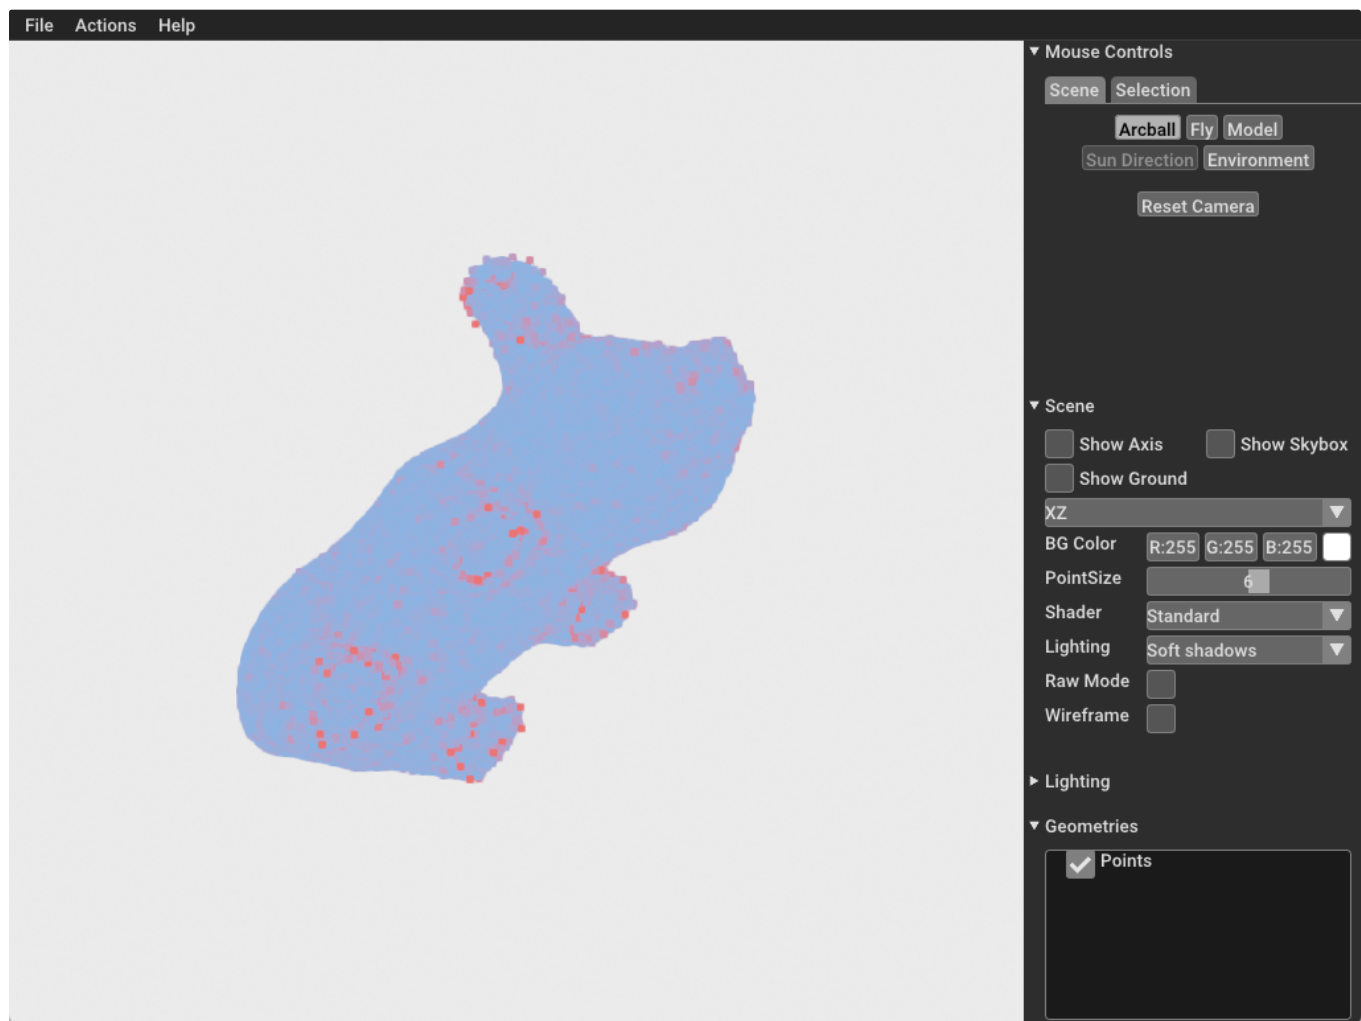 File Actions Help
Mouse Controls
Scene Selection
Arcball Fly Model
Sun Direction Environment
Reset Camera
Scene
Show Axis Show Skybox
Show Ground
XZ
BG Color R:255 G:255 B:255
PointSize 6
Shader Standard
Lighting Soft shadows
Raw Mode
Wireframe
Lighting
Geometries
Points